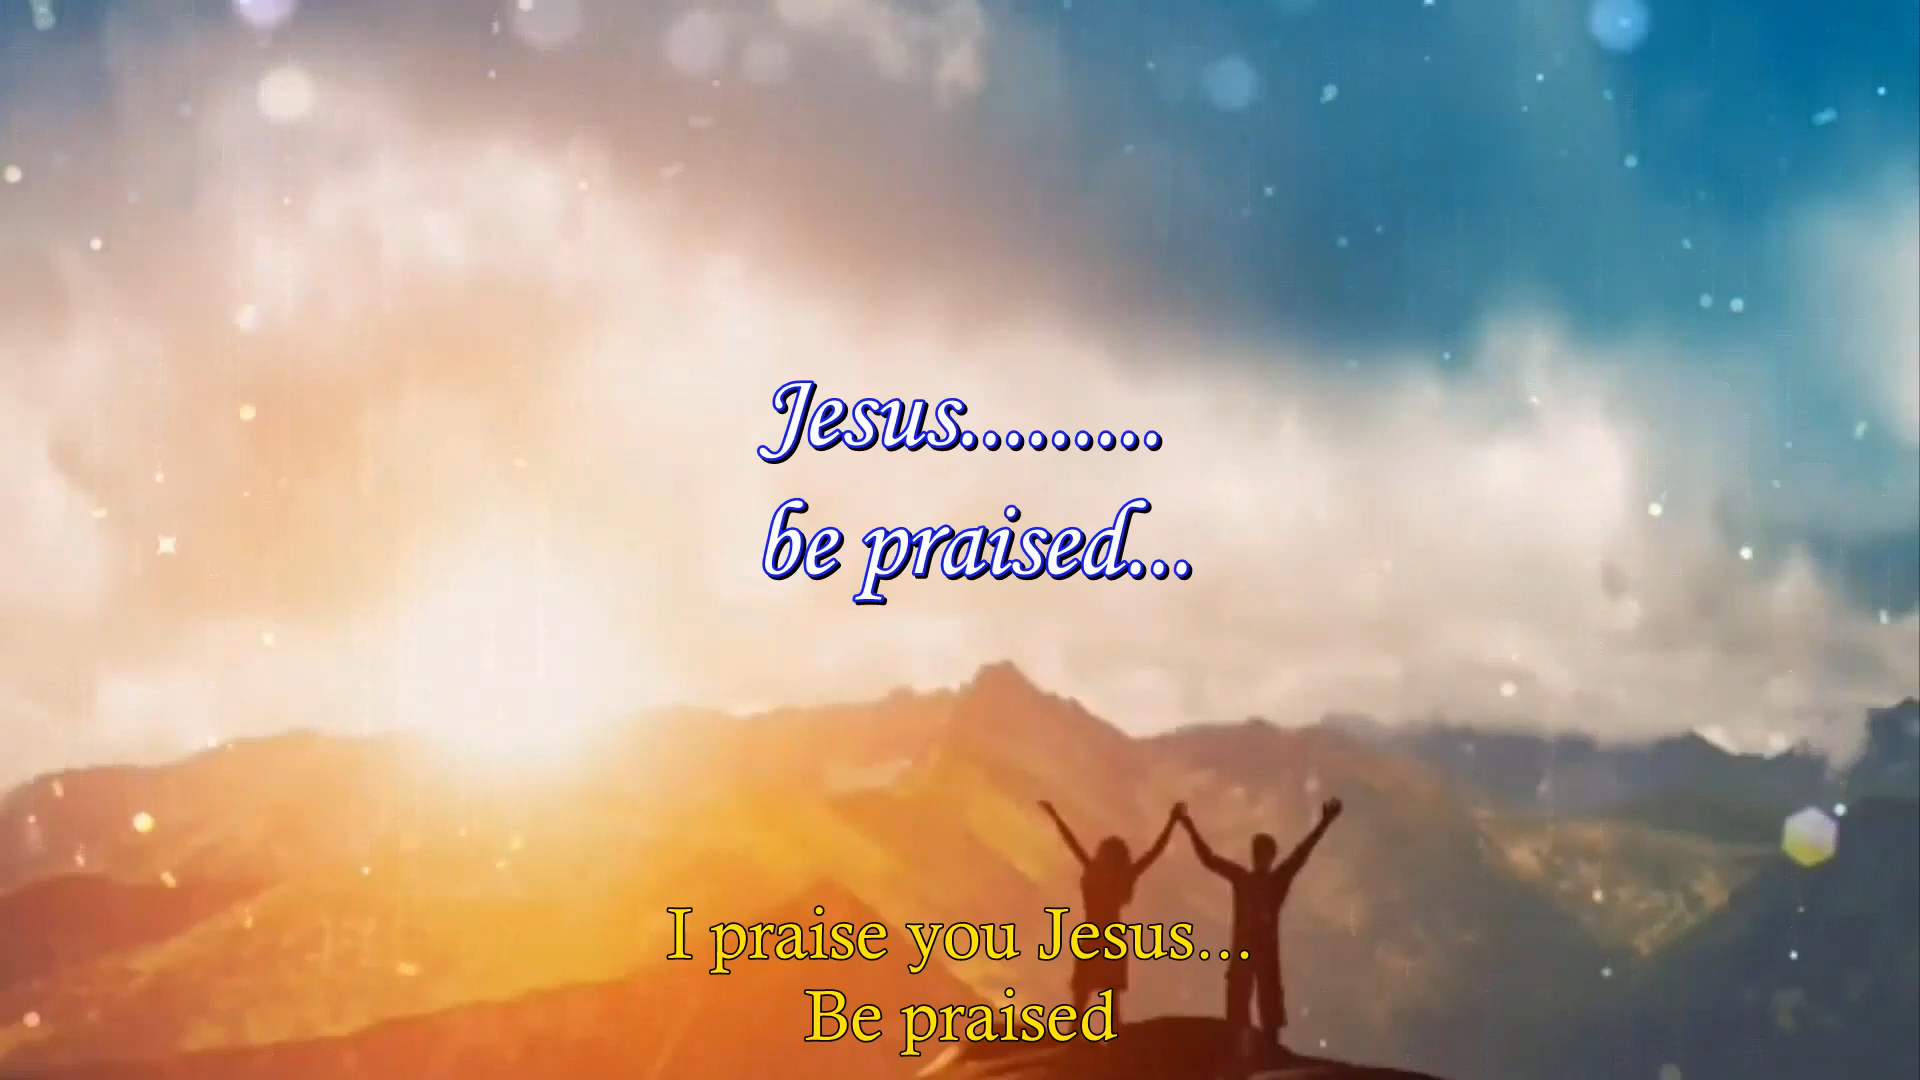 Jesus.........
be praised...
I praise you Jesus...
Be praised